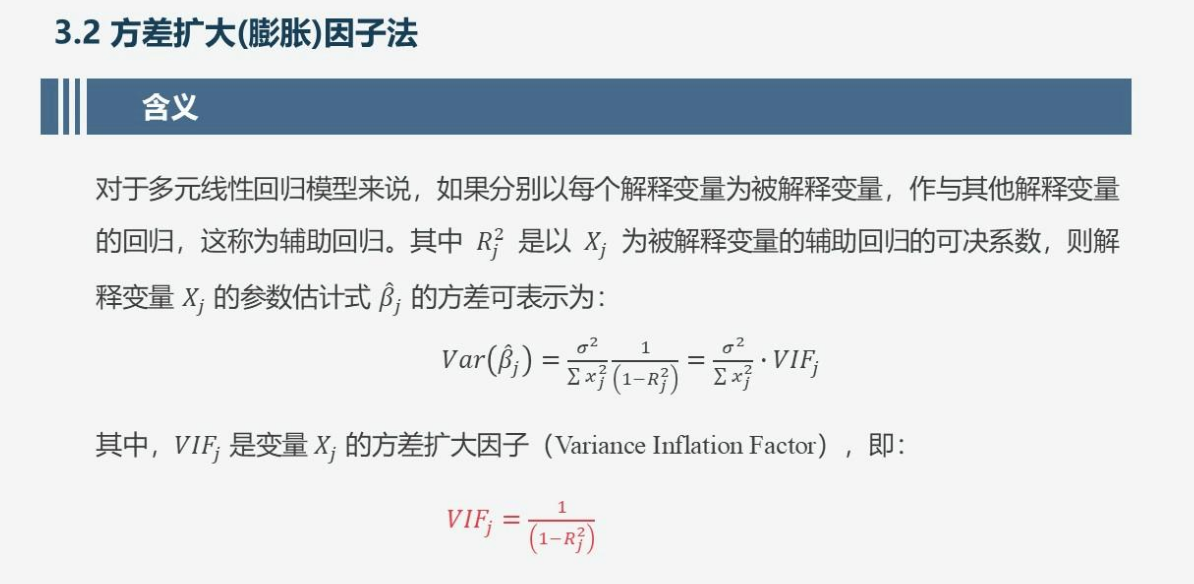 3.2 方差扩大(膨胀)因子法
含义
对于多元线性回归模型来说，如果分别以每个解释变量为被解释变量，作与其他解释变量
的回归，这称为辅助回归。其中 R_j^2 是以 X_j 为被解释变量的辅助回归的可决系数，则解
释变量 X_j 的参数估计式 β̂_j 的方差可表示为：
Var(β̂_j) = σ^2/∑x_j^2 1/(1−R_j^2) = σ^2/∑x_j^2 · VIF_j
其中，VIF_j 是变量 X_j 的方差扩大因子（Variance Inflation Factor），即：
VIF_j = 1/(1−R_j^2)